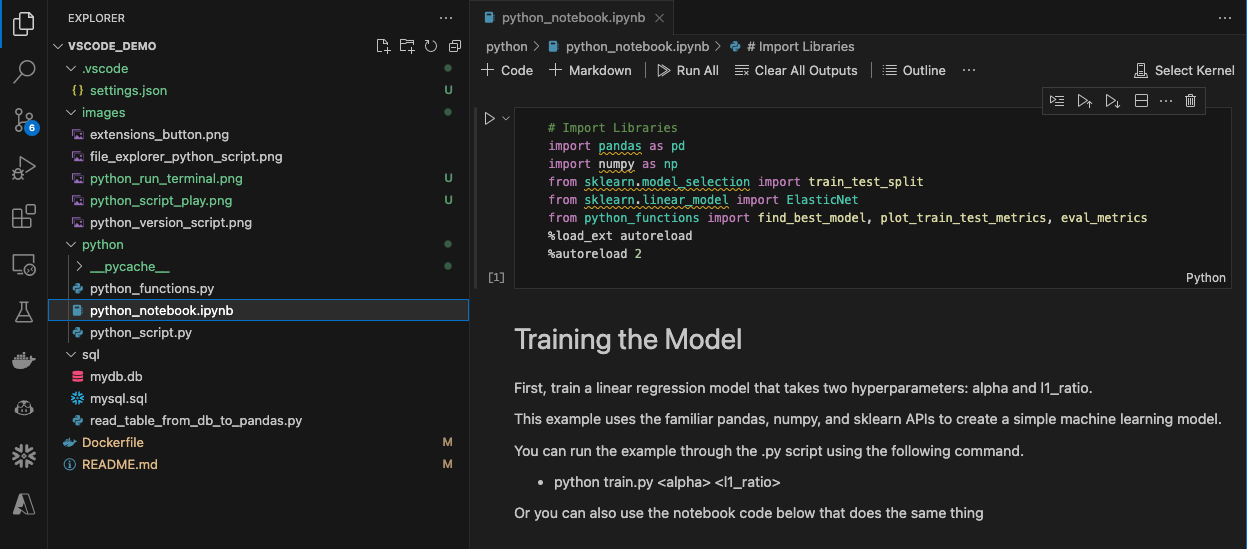 EXPLORER
VSCODE_DEMO
.vscode
settings.json U
images
extensions_button.png
file_explorer_python_script.png
python_run_terminal.png U
python_script_play.png U
python_version_script.png
python
__pycache__
python_functions.py
python_notebook.ipynb
python_script.py
sql
mydb.db
mysql.sql
read_table_from_db_to_pandas.py
Dockerfile M
README.md M
6
python_notebook.ipynb
python > python_notebook.ipynb > # Import Libraries
+ Code + Markdown Run All Clear All Outputs Outline ... Select Kernel
# Import Libraries
import pandas as pd
import numpy as np
from sklearn.model_selection import train_test_split
from sklearn.linear_model import ElasticNet
from python_functions import find_best_model, plot_train_test_metrics, eval_metrics
%load_ext autoreload
%autoreload 2
[1]
Python
Training the Model
First, train a linear regression model that takes two hyperparameters: alpha and l1_ratio.
This example uses the familiar pandas, numpy, and sklearn APIs to create a simple machine learning model.
You can run the example through the .py script using the following command.
• python train.py <alpha> <l1_ratio>
Or you can also use the notebook code below that does the same thing